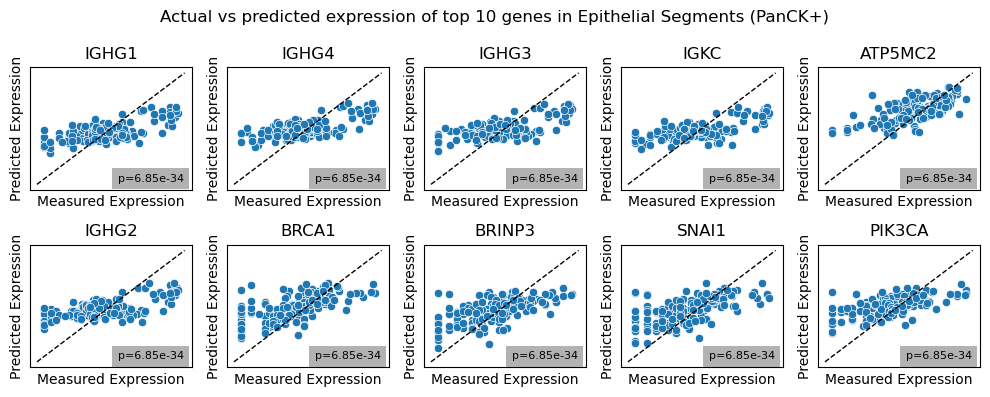 Actual vs predicted expression of top 10 genes in Epithelial Segments (PanCK+)
IGHG1
Predicted Expression
p=6.85e-34
Measured Expression
IGHG4
Predicted Expression
p=6.85e-34
Measured Expression
IGHG3
Predicted Expression
p=6.85e-34
Measured Expression
IGKC
Predicted Expression
p=6.85e-34
Measured Expression
ATP5MC2
Predicted Expression
p=6.85e-34
Measured Expression
IGHG2
Predicted Expression
p=6.85e-34
Measured Expression
BRCA1
Predicted Expression
p=6.85e-34
Measured Expression
BRINP3
Predicted Expression
p=6.85e-34
Measured Expression
SNAI1
Predicted Expression
p=6.85e-34
Measured Expression
PIK3CA
Predicted Expression
p=6.85e-34
Measured Expression